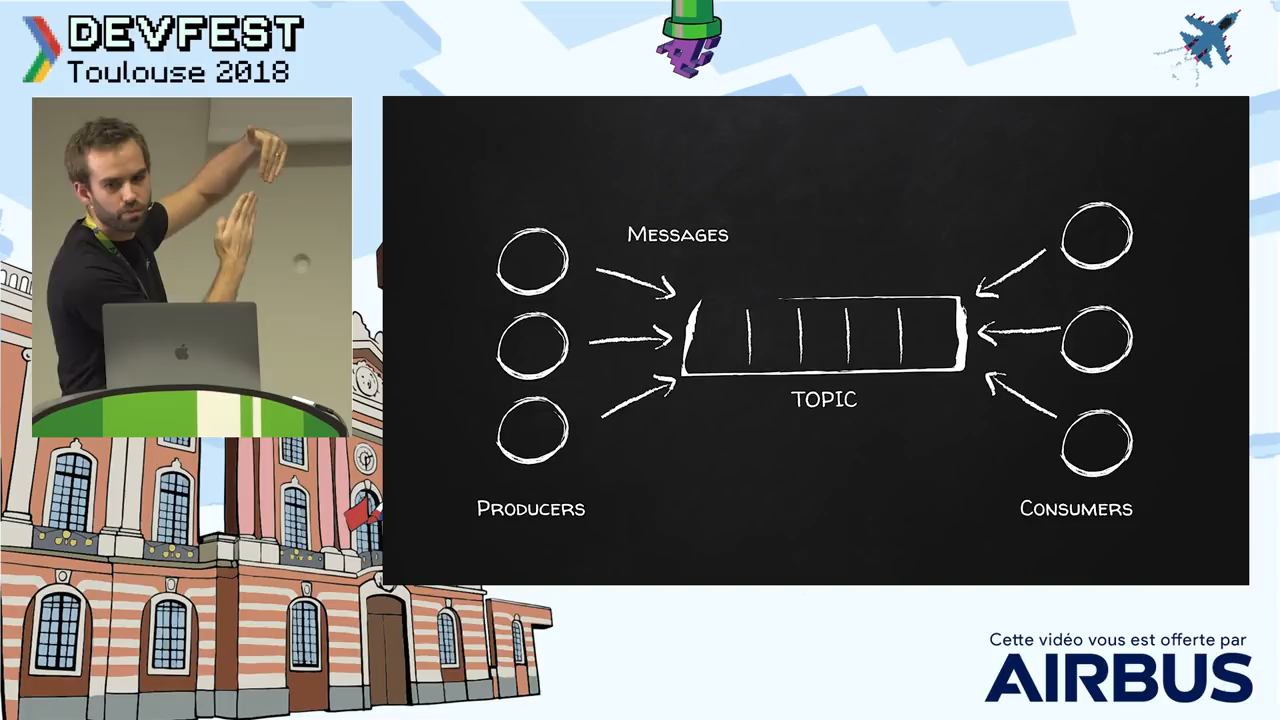 DEVFEST
Toulouse 2018
MESSAGES
TOPIC
PRODUCERS
CONSUMERS
Cette vidéo vous est offerte par
AIRBUS